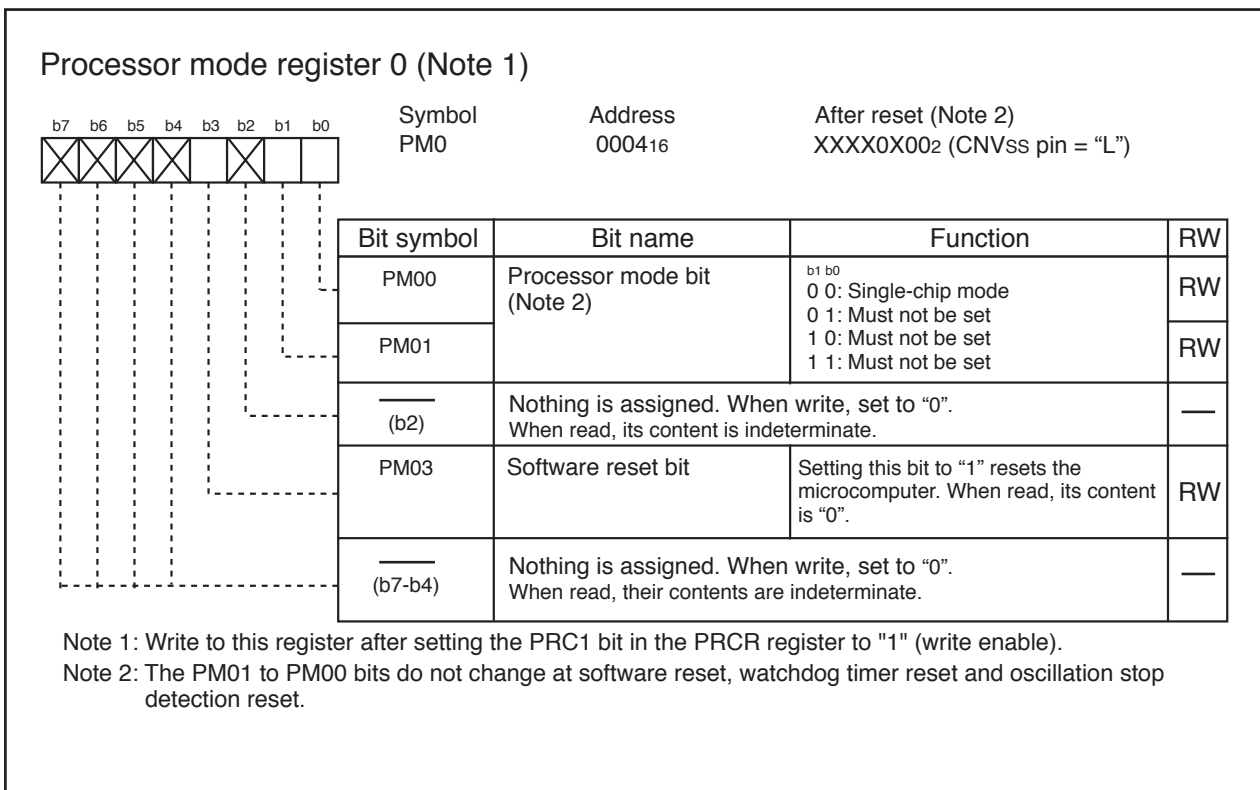 Processor mode register 0 (Note 1)
Symbol Address After reset (Note 2)
b7 b6 b5 b4 b3 b2 b1 b0
PM0 000416 XXXX0X002 (CNVSS pin = “L”)
Bit symbol Bit name Function RW
PM00 Processor mode bit
(Note 2)
b1 b0
0 0: Single-chip mode
0 1: Must not be set
1 0: Must not be set
1 1: Must not be set
RW
PM01 RW
(b2) Nothing is assigned. When write, set to “0”.
When read, its content is indeterminate.
—
PM03 Software reset bit Setting this bit to “1” resets the
microcomputer. When read, its content
is “0”.
RW
(b7-b4) Nothing is assigned. When write, set to “0”.
When read, their contents are indeterminate.
—
Note 1: Write to this register after setting the PRC1 bit in the PRCR register to "1" (write enable).
Note 2: The PM01 to PM00 bits do not change at software reset, watchdog timer reset and oscillation stop
detection reset.